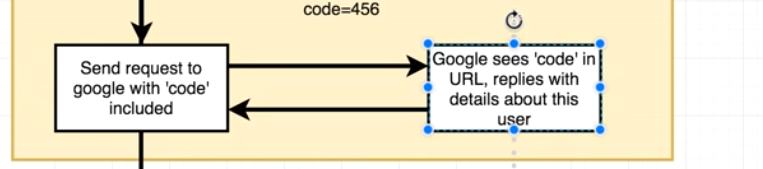 code=456
Send request to
google with 'code'
included
Google sees 'code' in
URL, replies with
details about this
user